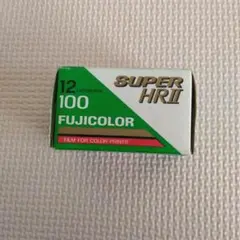 12
100
FUJICOLOR
FILM FOR COLOR PRINTS
SUPER
HRII